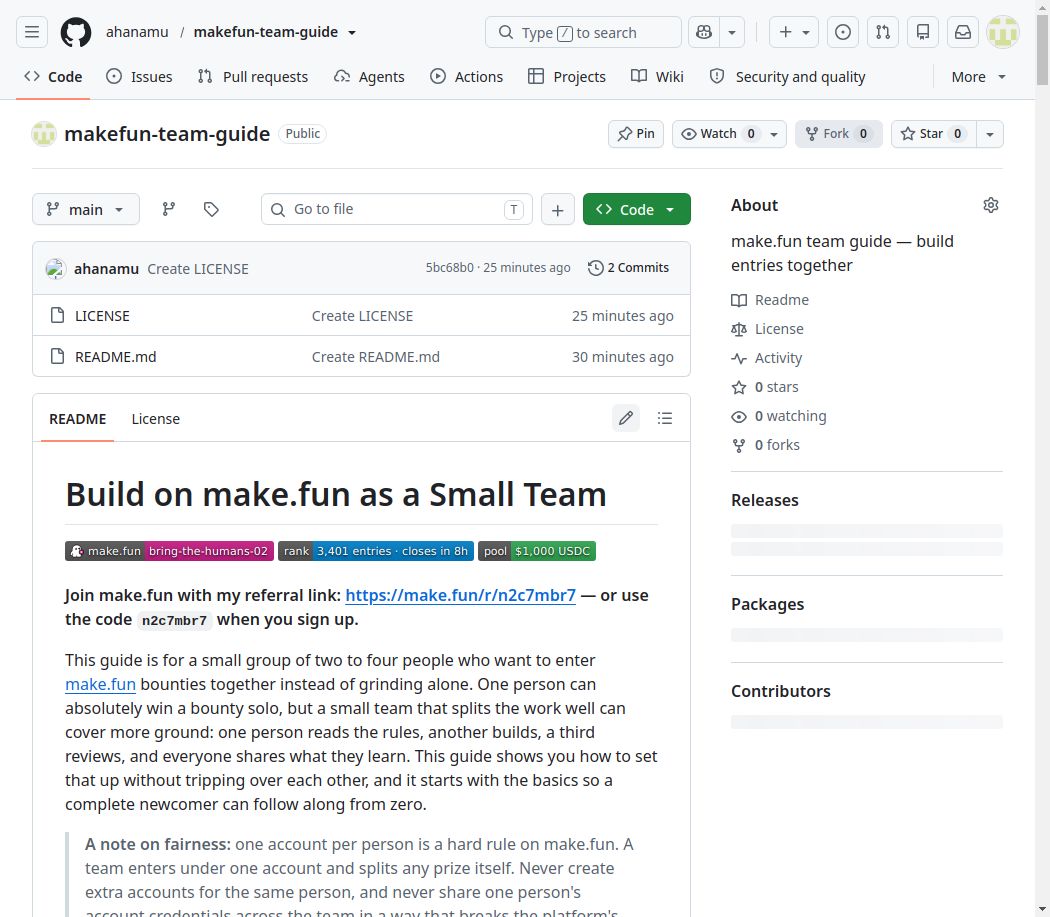 ahanamu / makefun-team-guide
Type / to search
Code
Issues
Pull requests
Agents
Actions
Projects
Wiki
Security and quality
More
makefun-team-guide Public
Pin
Watch 0
Fork 0
Star 0
main
Go to file T
Code
ahanamu Create LICENSE 5bc68b0 · 25 minutes ago 2 Commits
LICENSE Create LICENSE 25 minutes ago
README.md Create README.md 30 minutes ago
README License
Build on make.fun as a Small Team
make.fun bring-the-humans-02 rank 3,401 entries · closes in 8h pool $1,000 USDC
Join make.fun with my referral link: https://make.fun/r/n2c7mbr7 — or use
the code n2c7mbr7 when you sign up.
This guide is for a small group of two to four people who want to enter
make.fun bounties together instead of grinding alone. One person can
absolutely win a bounty solo, but a small team that splits the work well can
cover more ground: one person reads the rules, another builds, a third
reviews, and everyone shares what they learn. This guide shows you how to set
that up without tripping over each other, and it starts with the basics so a
complete newcomer can follow along from zero.
A note on fairness: one account per person is a hard rule on make.fun. A
team enters under one account and splits any prize itself. Never create
extra accounts for the same person, and never share one person's
account credentials across the team in a way that breaks the platform's
About
make.fun team guide — build
entries together
Readme
License
Activity
0 stars
0 watching
0 forks
Releases
Packages
Contributors